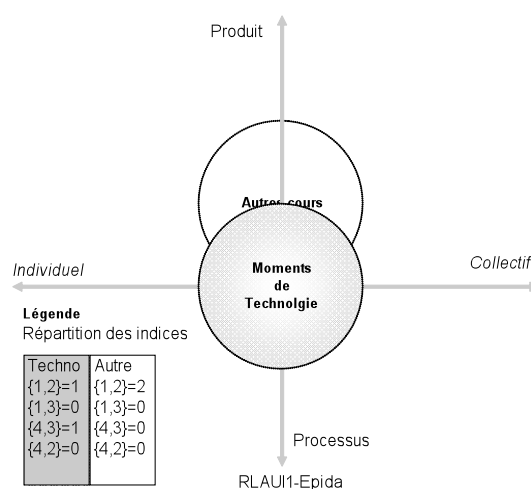 Produit
Autres cours
Moments
de
Technolgie
Individuel
Collectif
Légende
Répartition des indices
Techno Autre
{1,2}=1 {1,2}=2
{1,3}=0 {1,3}=0
{4,3}=1 {4,3}=0
{4,2}=0 {4,2}=0
Processus
RLAUI1-Epida